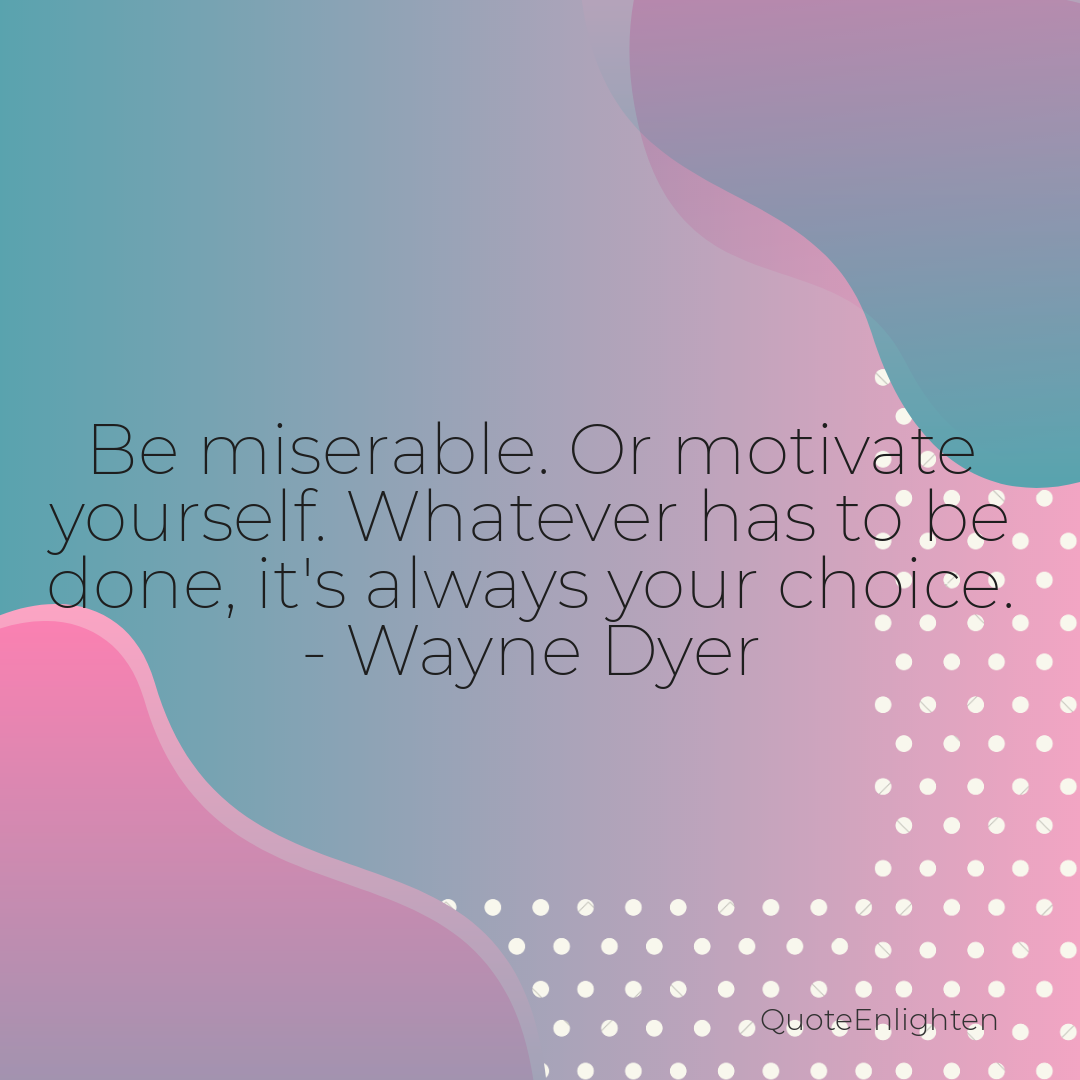 Be miserable. Or motivate
yourself. Whatever has to be
done, it's always your choice.
- Wayne Dyer
QuoteEnlighten